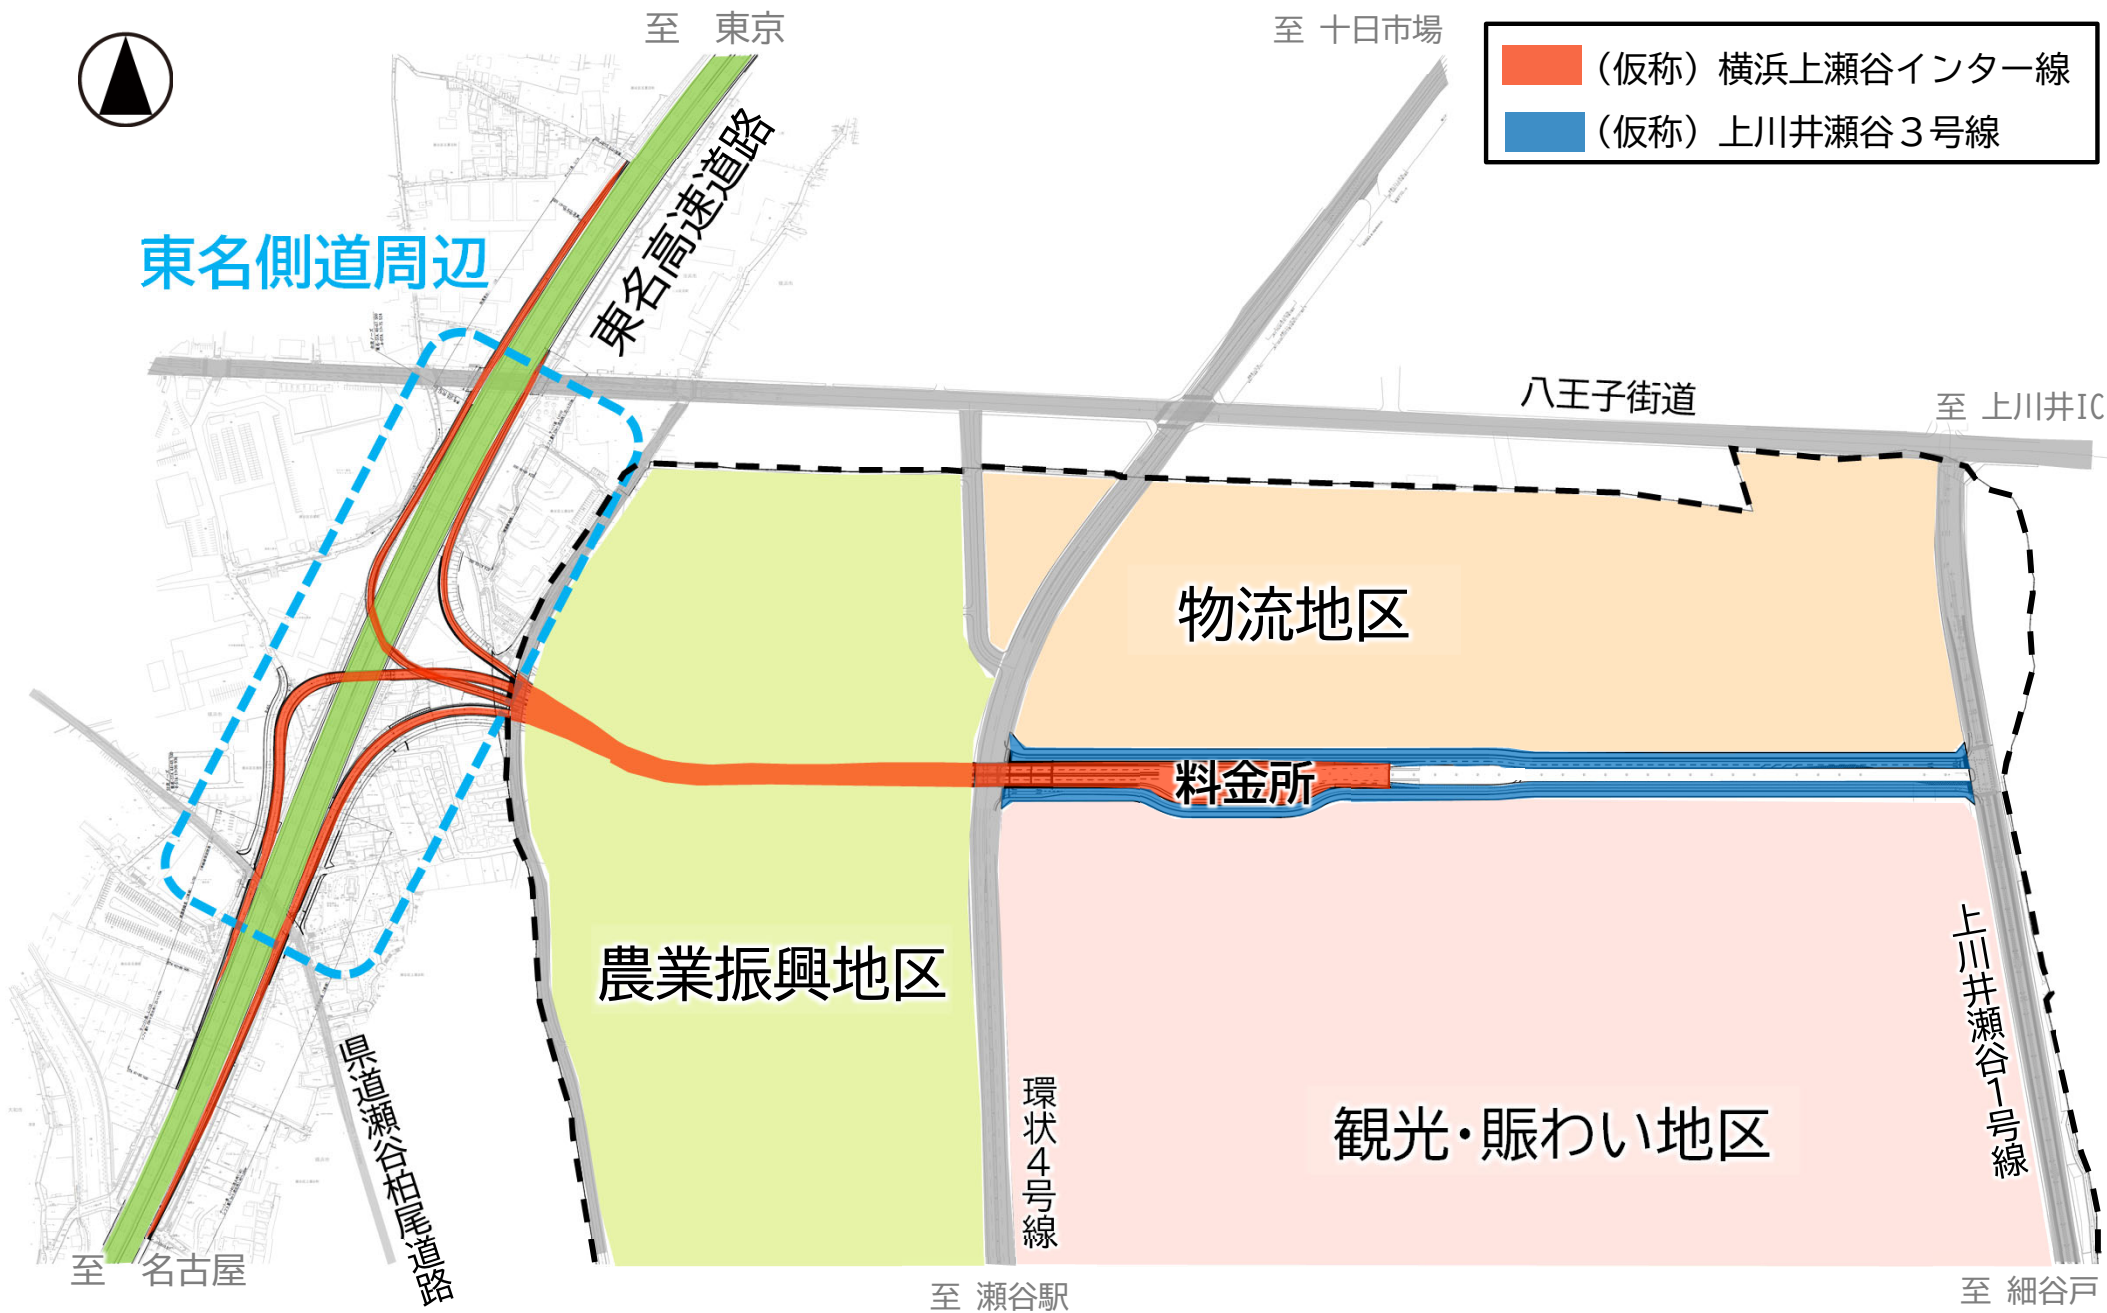 至　東京
至 十日市場
（仮称）横浜上瀬谷インター線
（仮称）上川井瀬谷３号線
東名側道周辺
東名高速道路
八王子街道
至 上川井IC
物流地区
料金所
農業振興地区
観光・賑わい地区
上川井瀬谷１号線
環状４号線
県道瀬谷柏尾道路
至　名古屋
至 瀬谷駅
至 細谷戸